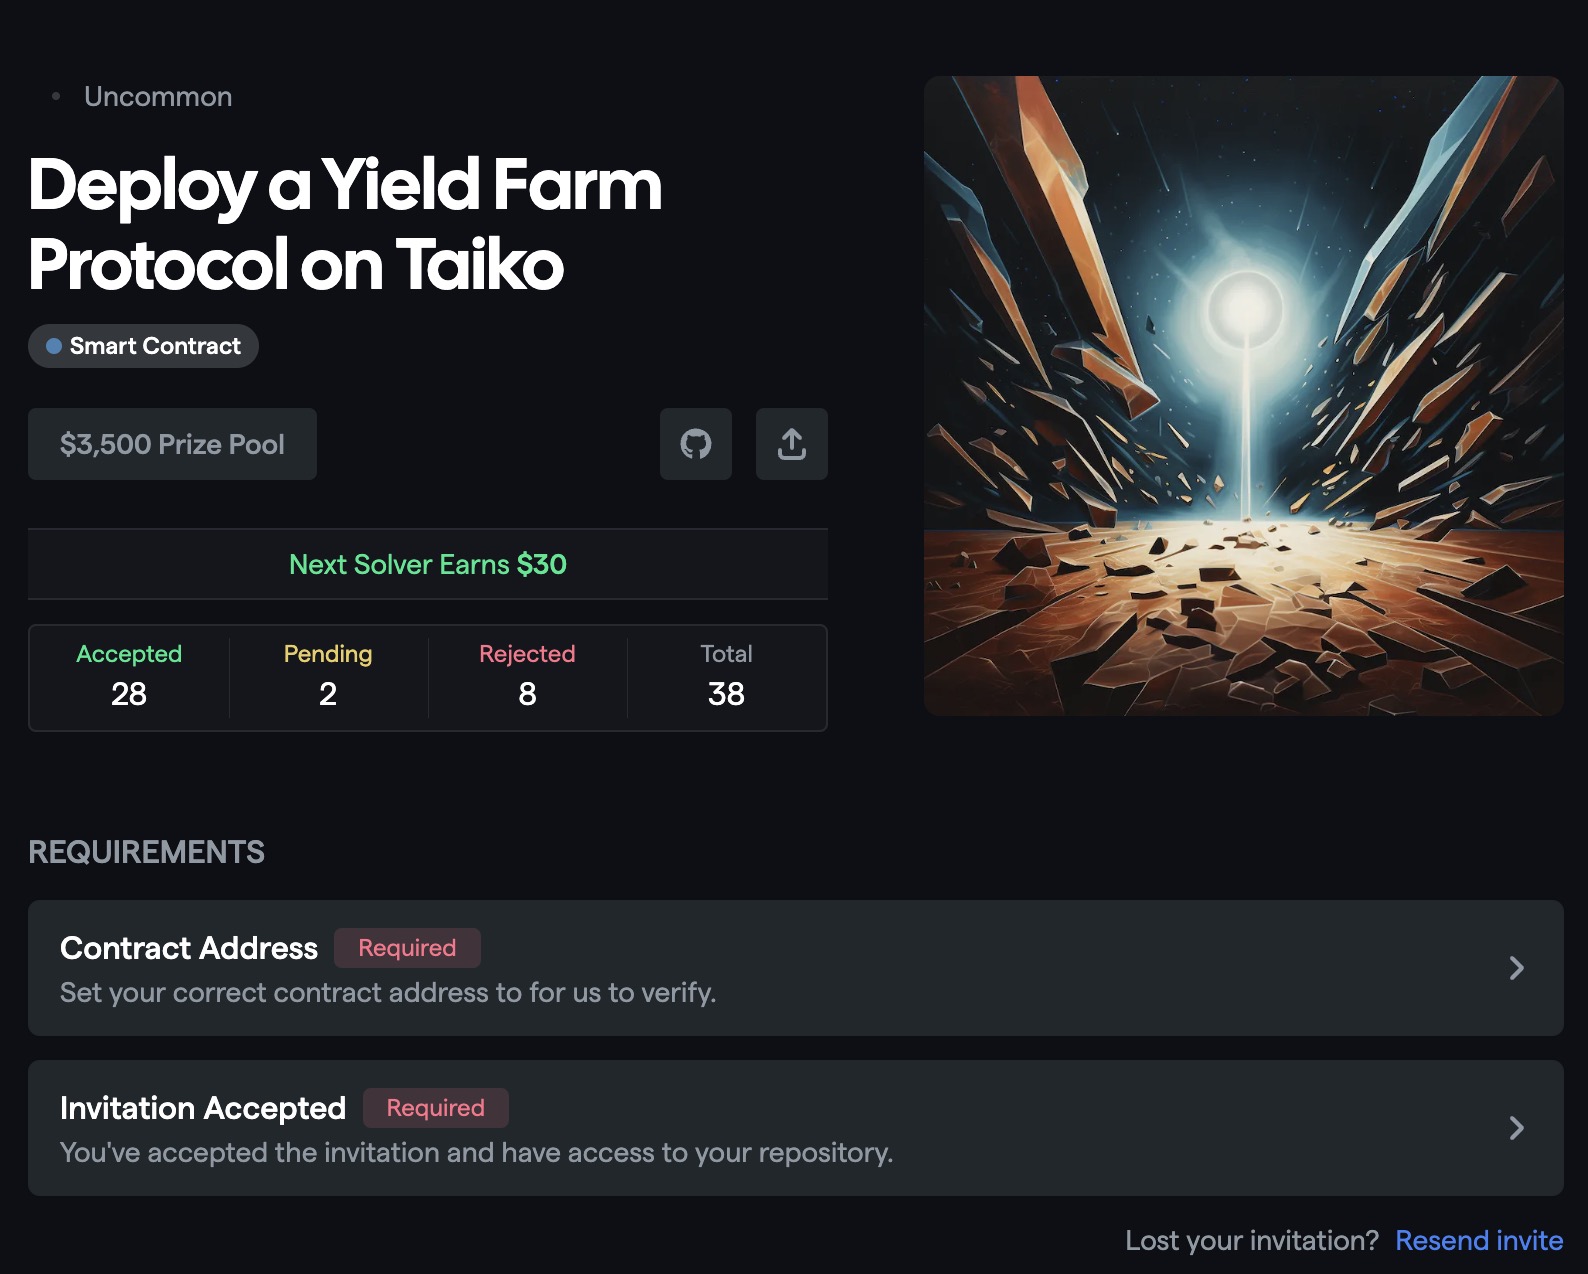 Uncommon
Deploy a Yield Farm
Protocol on Taiko
Smart Contract
$3,500 Prize Pool
Next Solver Earns $30
Accepted Pending Rejected Total
28 2 8 38
REQUIREMENTS
Contract Address Required
Set your correct contract address to for us to verify.
Invitation Accepted Required
You've accepted the invitation and have access to your repository.
Lost your invitation? Resend invite